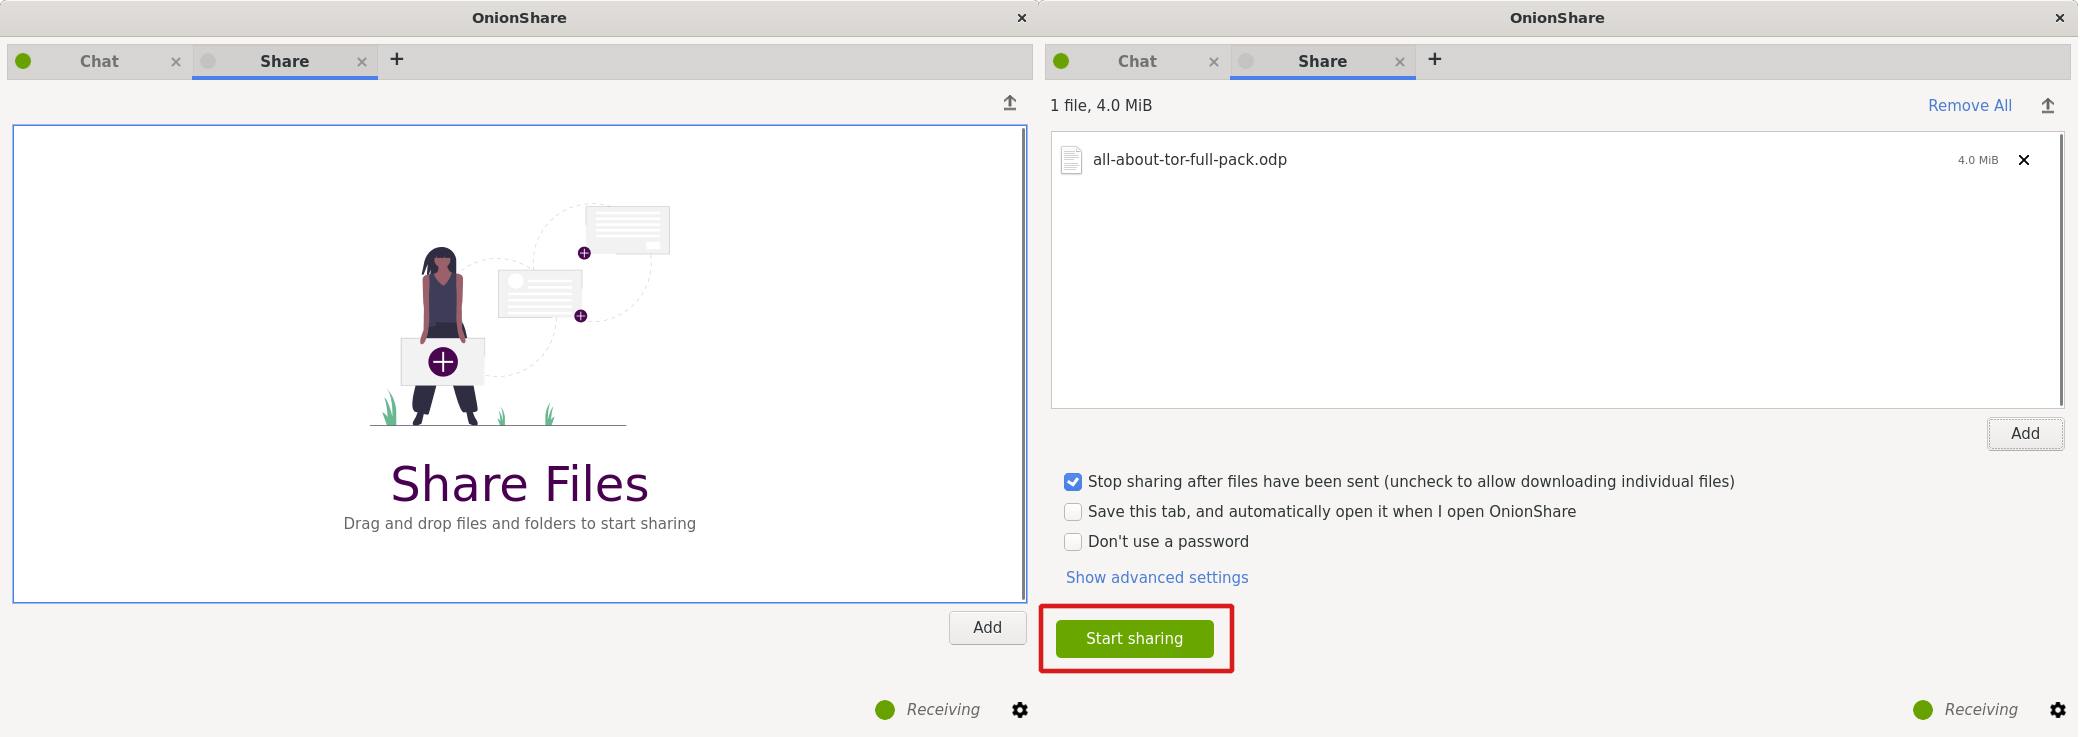 OnionShare
Chat
Share
Share Files
Drag and drop files and folders to start sharing
Add
Receiving
OnionShare
Chat
Share
1 file, 4.0 MiB
Remove All
all-about-tor-full-pack.odp
4.0 MiB
Add
Stop sharing after files have been sent (uncheck to allow downloading individual files)
Save this tab, and automatically open it when I open OnionShare
Don't use a password
Show advanced settings
Start sharing
Receiving